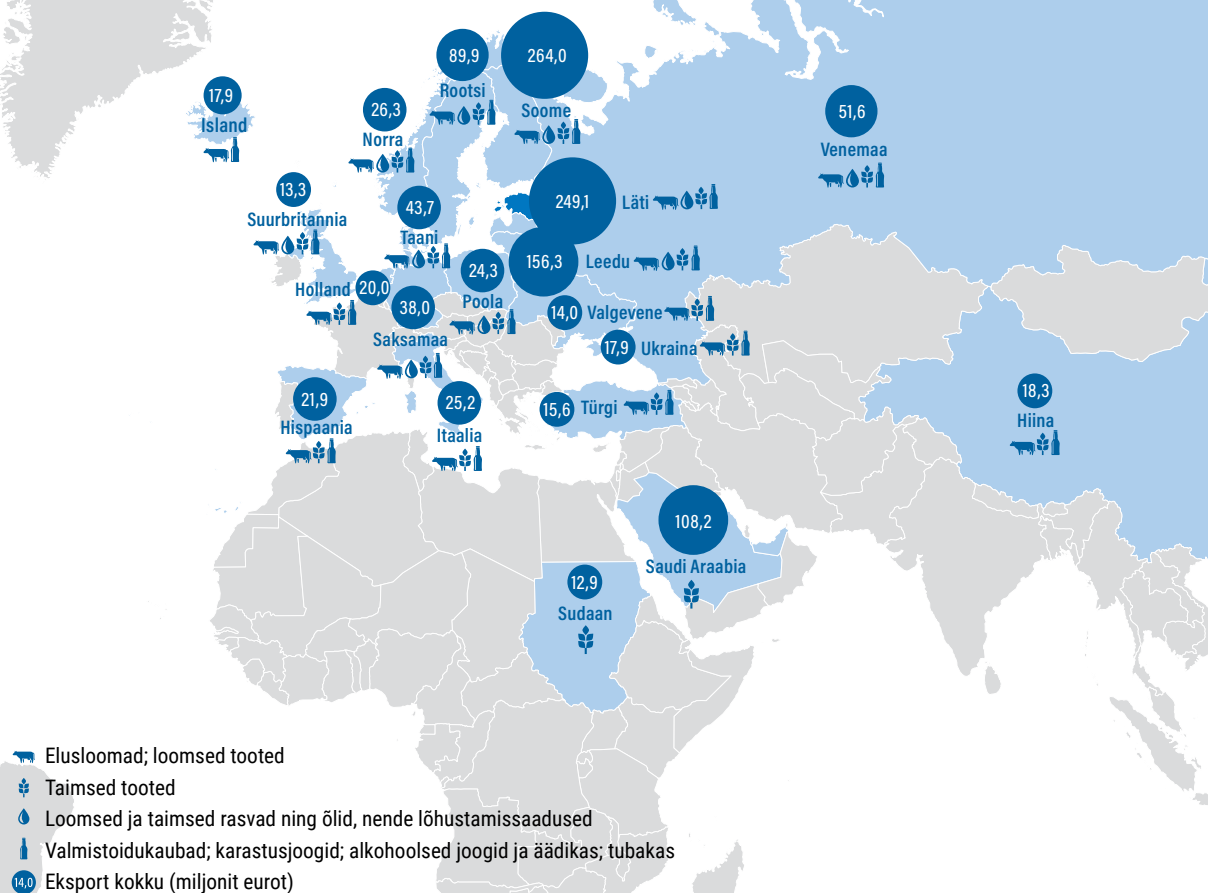 89,9
Rootsi
264,0
Soome
17,9
Island
26,3
Norra
51,6
Venemaa
13,3
Suurbritannia
43,7
Taani
249,1
Läti
156,3
Leedu
Holland
20,0
24,3
Poola
38,0
Saksamaa
14,0
Valgevene
17,9
Ukraina
21,9
Hispaania
25,2
Itaalia
15,6
Türgi
18,3
Hiina
108,2
Saudi Araabia
12,9
Sudaan
Elusloomad; loomsed tooted
Taimsed tooted
Loomsed ja taimsed rasvad ning õlid, nende lõhustamissaadused
Valmistoidukaubad; karastusjoogid; alkohoolsed joogid ja äädikas; tubakas
14,0 Eksport kokku (miljonit eurot)